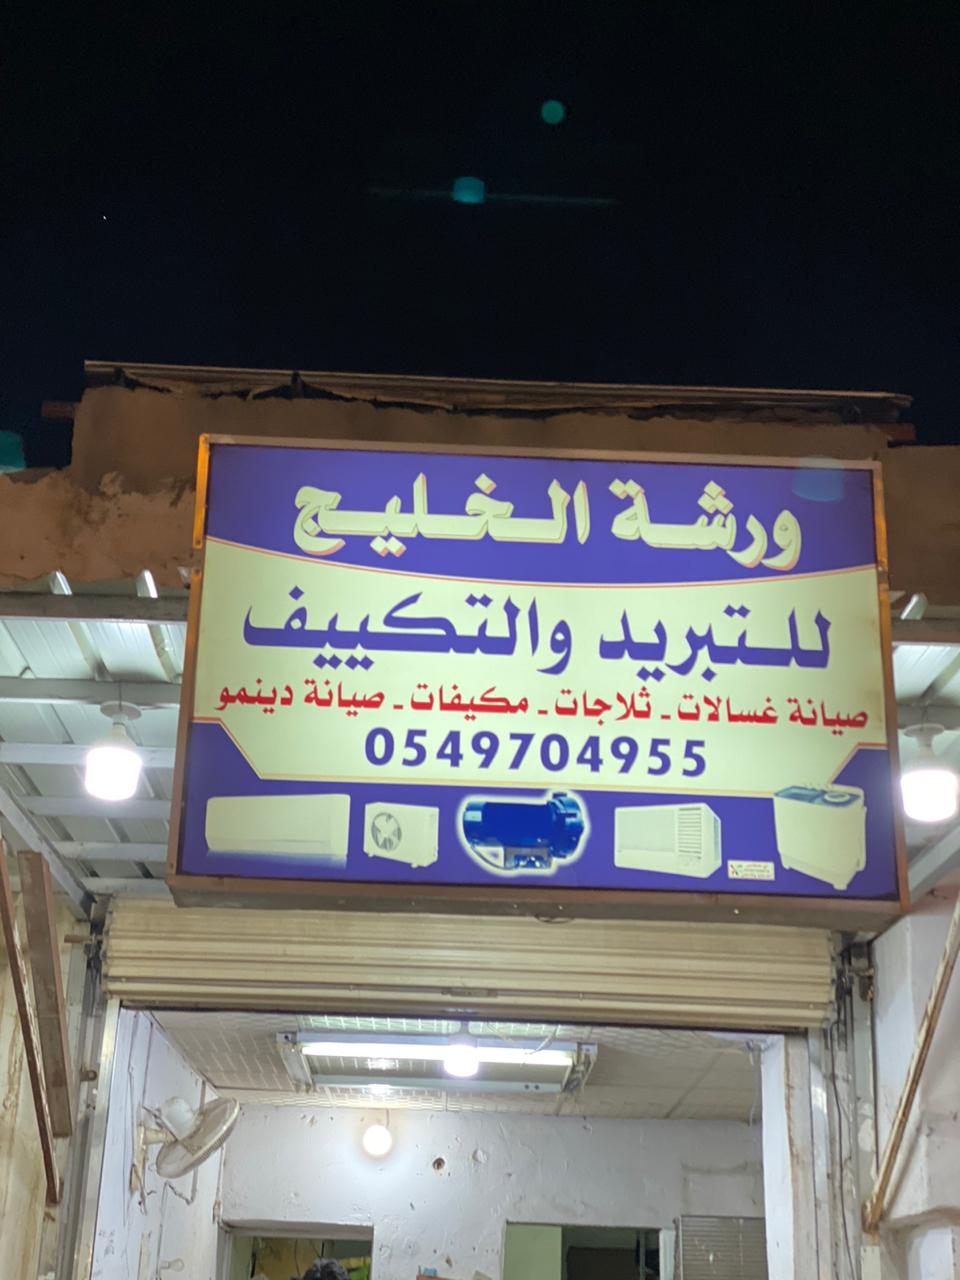 ورشة الخليج
للتبريد والتكييف
صيانة غسالات - ثلاجات - مكيفات - صيانة دينمو
0549704955